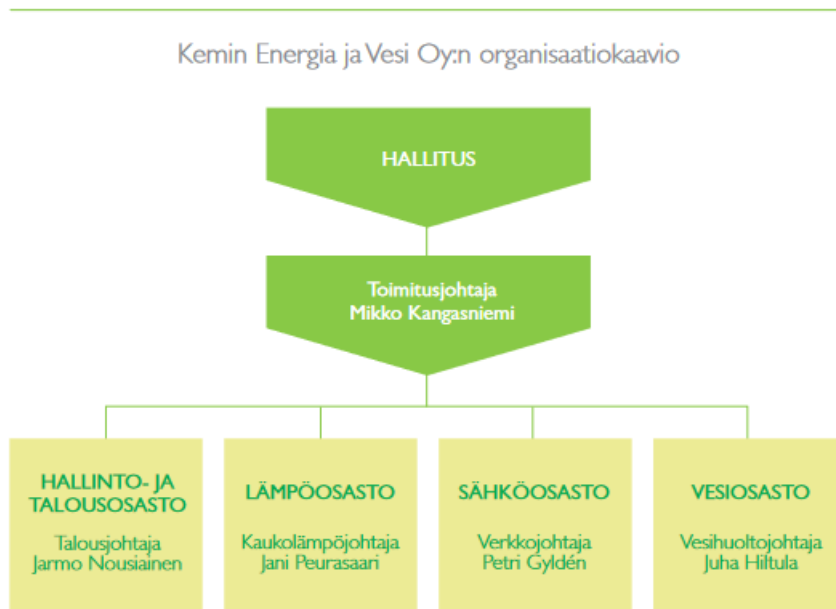 Kemin Energia ja Vesi Oy:n organisaatiokaavio
HALLITUS
Toimitusjohtaja
Mikko Kangasniemi
HALLINTO- JA
TALOUSOSASTO
Talousjohtaja
Jarmo Nousiainen
LÄMPÖOSASTO
Kaukolämpöjohtaja
Jani Peurasaari
SÄHKÖOSASTO
Verkkojohtaja
Petri Gyldén
VESIOSASTO
Vesihuoltojohtaja
Juha Hiltula